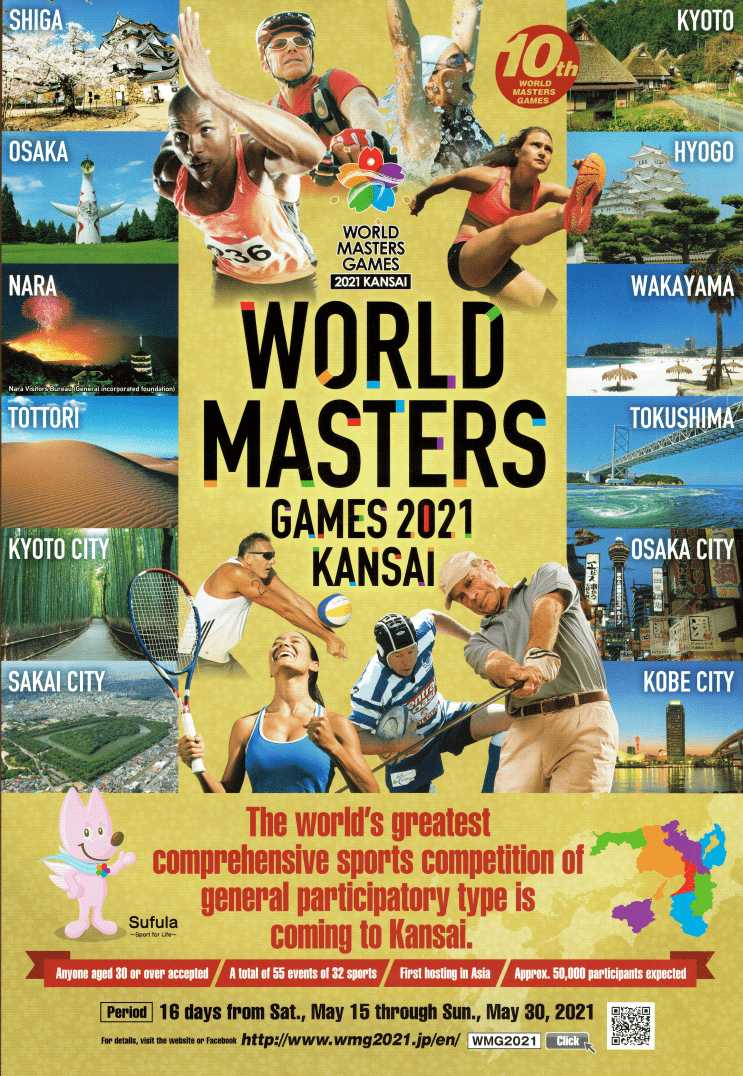 SHIGA
KYOTO
10th
WORLD
MASTERS
GAMES
OSAKA
HYOGO
236
WORLD
MASTERS
GAMES
2021 KANSAI
NARA
Nara Visitors Bureau (General incorporated foundation)
WAKAYAMA
WORLD
MASTERS
GAMES 2021
KANSAI
TOTTORI
TOKUSHIMA
KYOTO CITY
OSAKA CITY
SAKAI CITY
KOBE CITY
The world's greatest
comprehensive sports competition of
general participatory type is
coming to Kansai.
Sufula
~Sport for Life~
Anyone aged 30 or over accepted / A total of 55 events of 32 sports / First hosting in Asia / Approx. 50,000 participants expected
Period 16 days from Sat., May 15 through Sun., May 30, 2021
For details, visit the website or Facebook http://www.wmg2021.jp/en/ WMG2021 Click